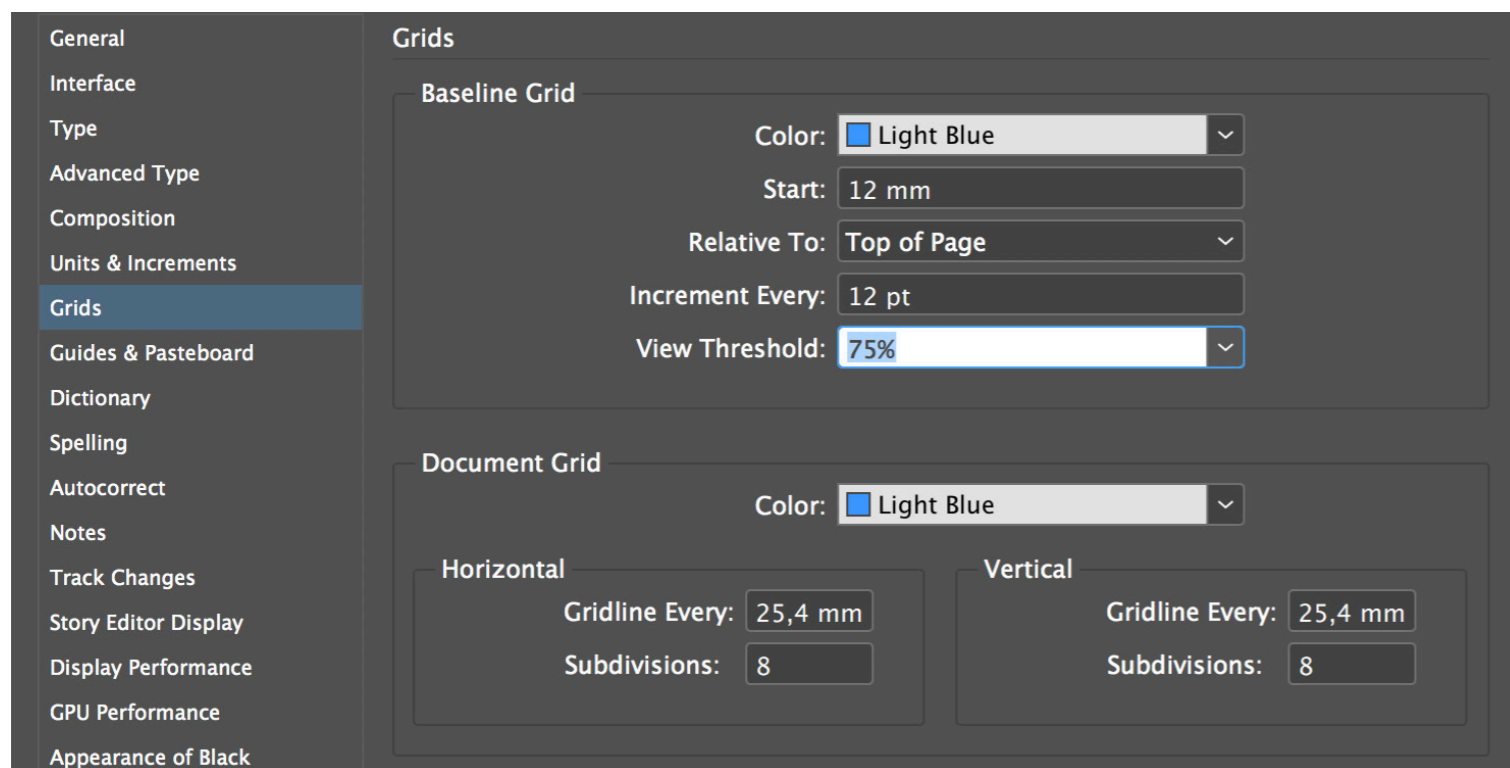 General
Interface
Type
Advanced Type
Composition
Units & Increments
Grids
Guides & Pasteboard
Dictionary
Spelling
Autocorrect
Notes
Track Changes
Story Editor Display
Display Performance
GPU Performance
Appearance of Black
Grids
Baseline Grid
Color: Light Blue
Start: 12 mm
Relative To: Top of Page
Increment Every: 12 pt
View Threshold: 75%
Document Grid
Color: Light Blue
Horizontal
Gridline Every: 25,4 mm
Subdivisions: 8
Vertical
Gridline Every: 25,4 mm
Subdivisions: 8